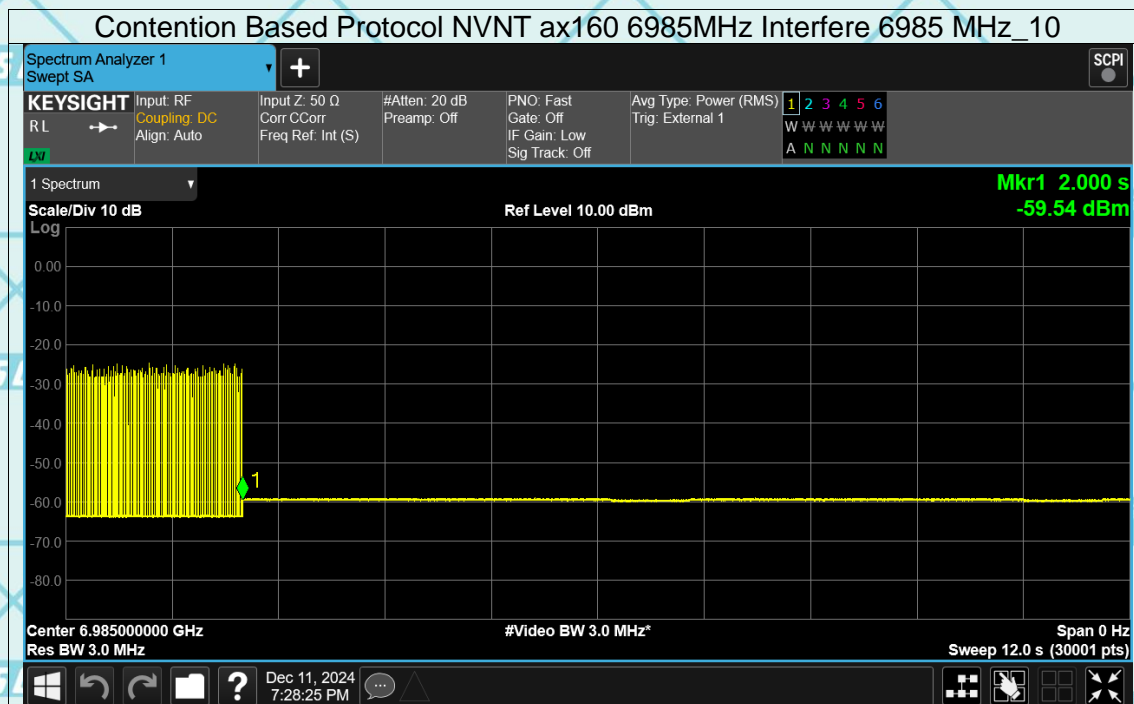 Contention Based Protocol NVNT ax160 6985MHz Interfere 6985 MHz_10
Spectrum Analyzer 1
Swept SA
SCPI
KEYSIGHT
RL
LXI
Input: RF
Coupling: DC
Align: Auto
Input Z: 50 Ω
Corr CCorr
Freq Ref: Int (S)
#Atten: 20 dB
Preamp: Off
PNO: Fast
Gate: Off
IF Gain: Low
Sig Track: Off
Avg Type: Power (RMS)
Trig: External 1
1 2 3 4 5 6
W W W W W W
A N N N N N
1 Spectrum
Scale/Div 10 dB
Ref Level 10.00 dBm
Mkr1 2.000 s
-59.54 dBm
Log
0.00
-10.0
-20.0
-30.0
-40.0
-50.0
-60.0
-70.0
-80.0
1
Center 6.985000000 GHz
Res BW 3.0 MHz
#Video BW 3.0 MHz*
Span 0 Hz
Sweep 12.0 s (30001 pts)
?
Dec 11, 2024
7:28:25 PM